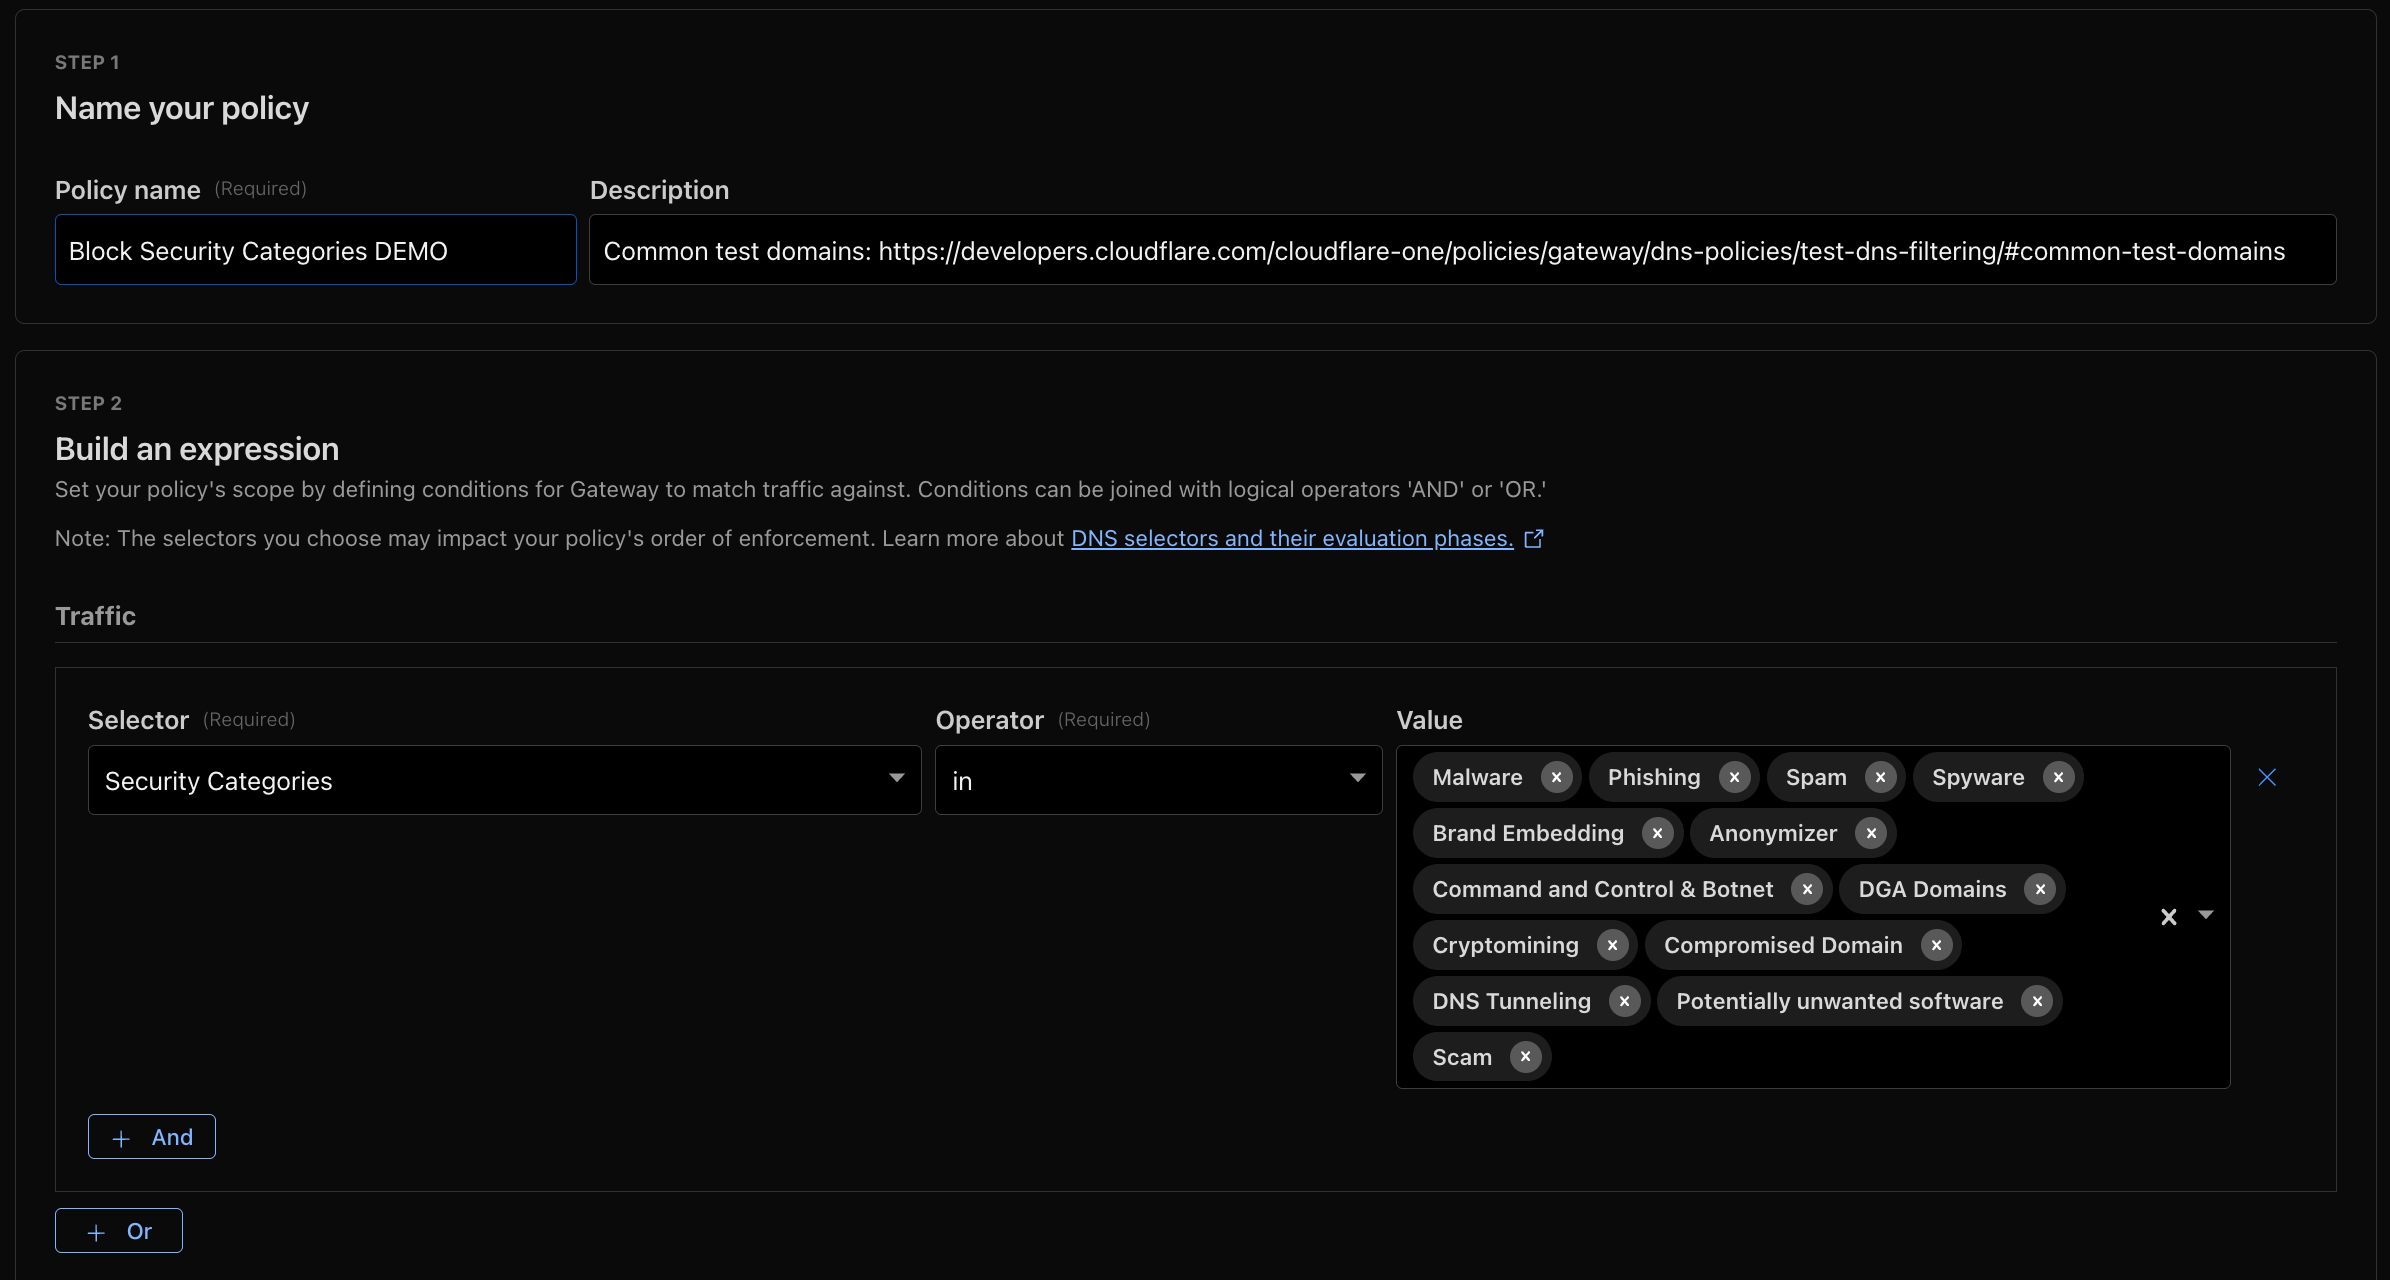 STEP 1
Name your policy
Policy name (Required)
Description
Block Security Categories DEMO
Common test domains: https://developers.cloudflare.com/cloudflare-one/policies/gateway/dns-policies/test-dns-filtering/#common-test-domains
STEP 2
Build an expression
Set your policy's scope by defining conditions for Gateway to match traffic against. Conditions can be joined with logical operators 'AND' or 'OR.'
Note: The selectors you choose may impact your policy's order of enforcement. Learn more about DNS selectors and their evaluation phases.
Traffic
Selector (Required)
Operator (Required)
Value
Security Categories
in
Malware Phishing Spam Spyware
Brand Embedding Anonymizer
Command and Control & Botnet DGA Domains
Cryptomining Compromised Domain
DNS Tunneling Potentially unwanted software
Scam
+ And
+ Or